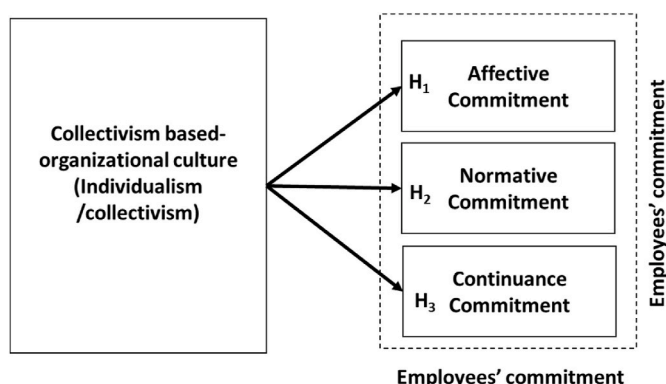 Collectivism based-
organizational culture
(Individualism
/collectivism)
H1
Affective
Commitment
H2
Normative
Commitment
H3
Continuance
Commitment
Employees' commitment
Employees' commitment